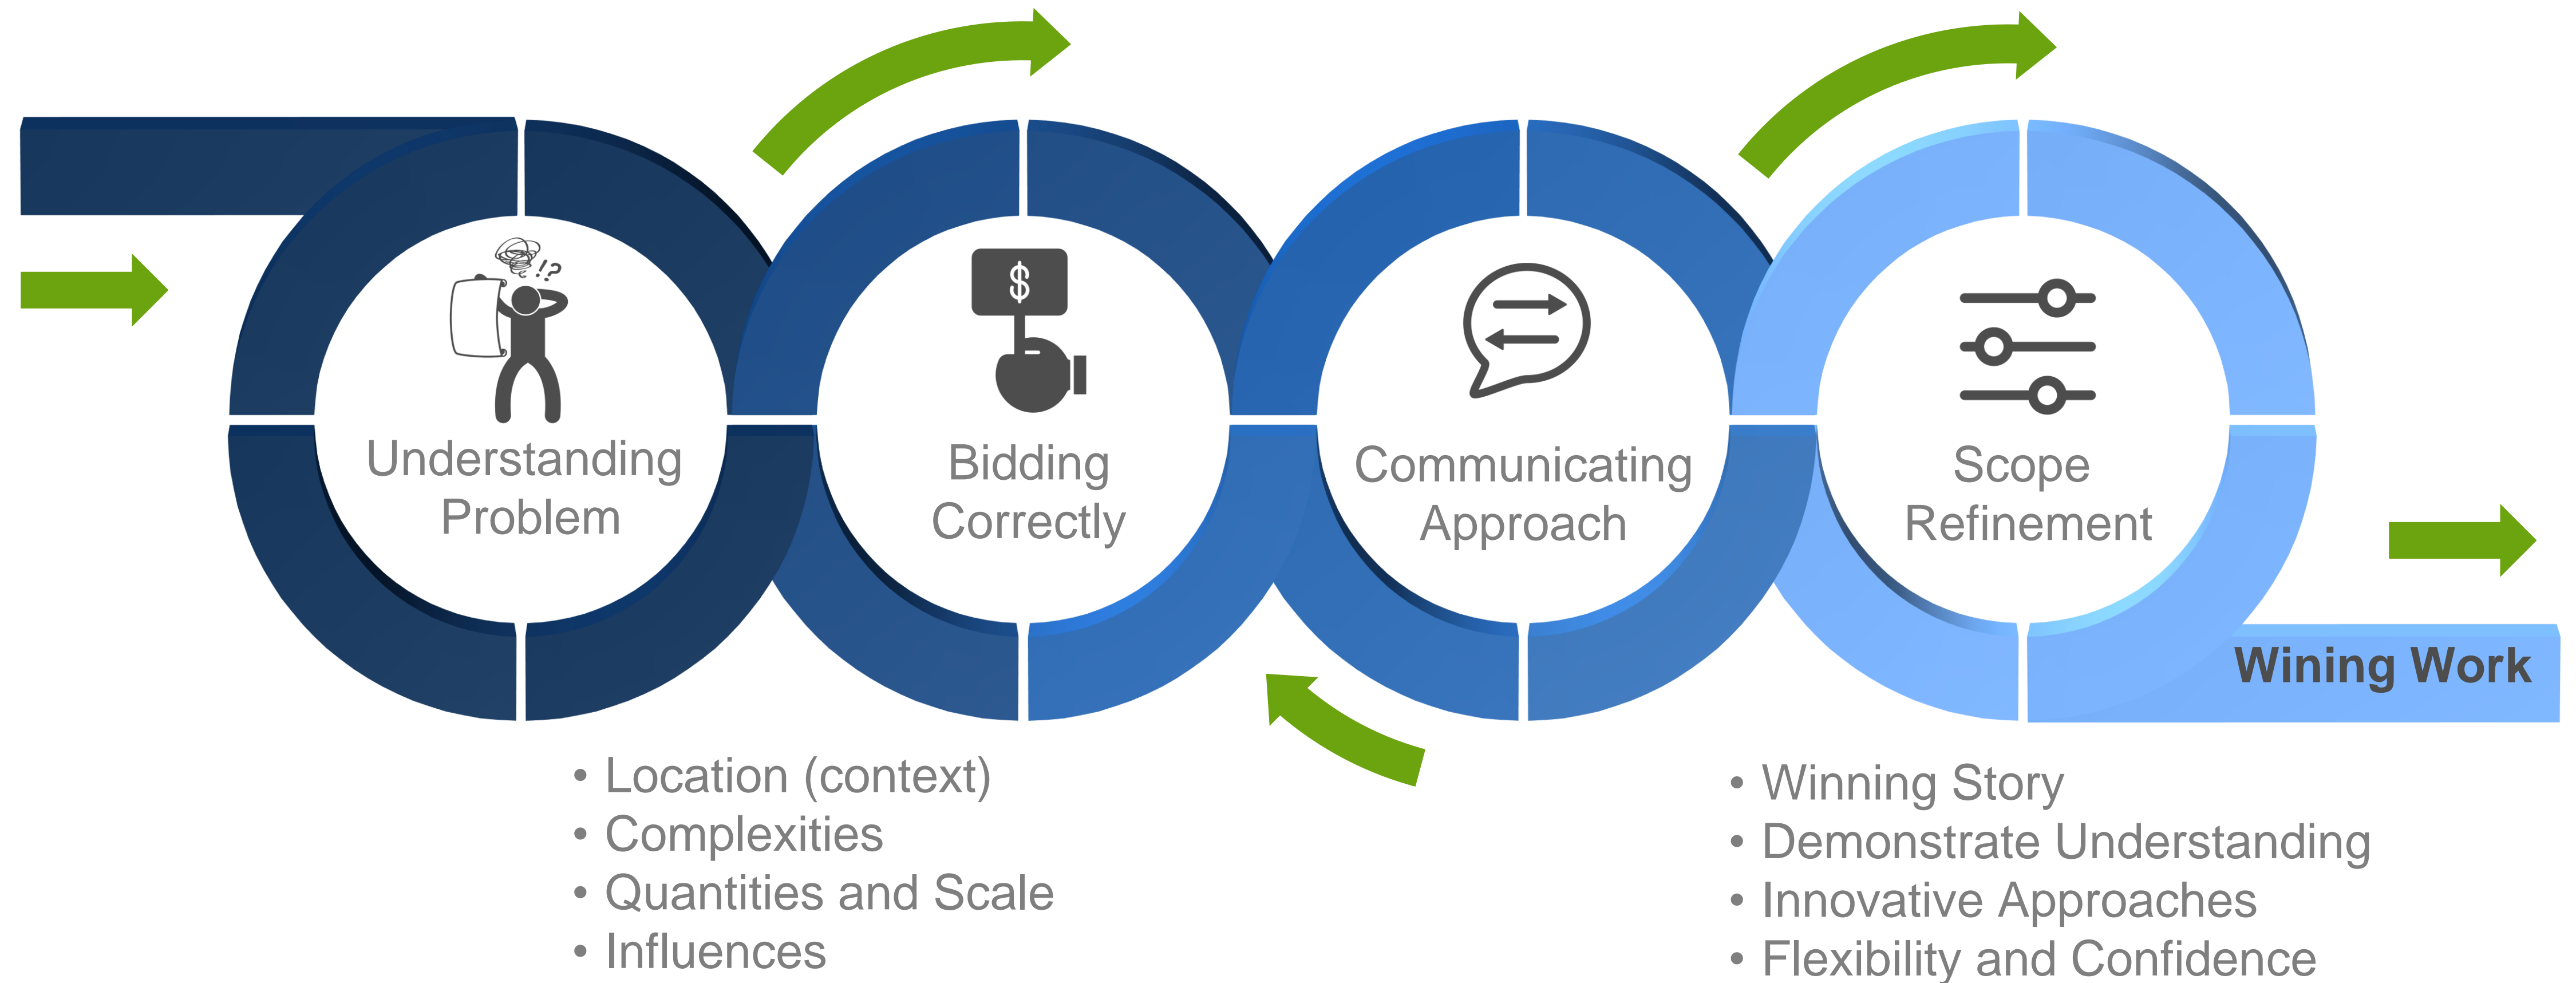 !?
$
Understanding
Problem
Bidding
Correctly
Communicating
Approach
Scope
Refinement
Wining Work
• Location (context)
• Complexities
• Quantities and Scale
• Influences
• Winning Story
• Demonstrate Understanding
• Innovative Approaches
• Flexibility and Confidence